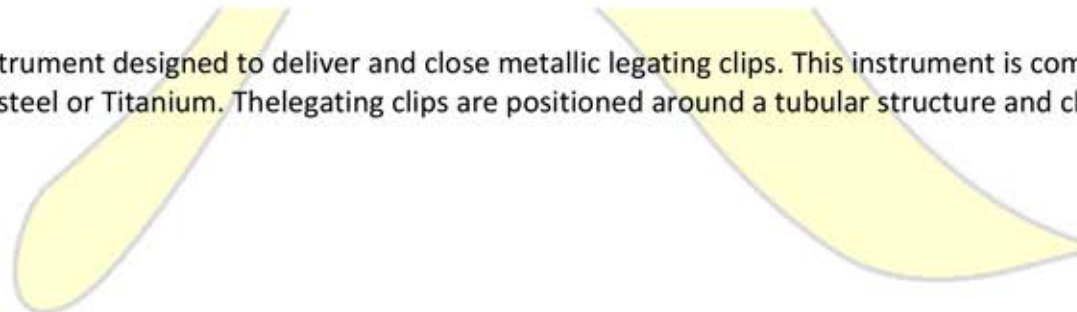 trument designed to deliver and close metallic legating clips. This instrument is com
steel or Titanium. Thelegating clips are positioned around a tubular structure and cl